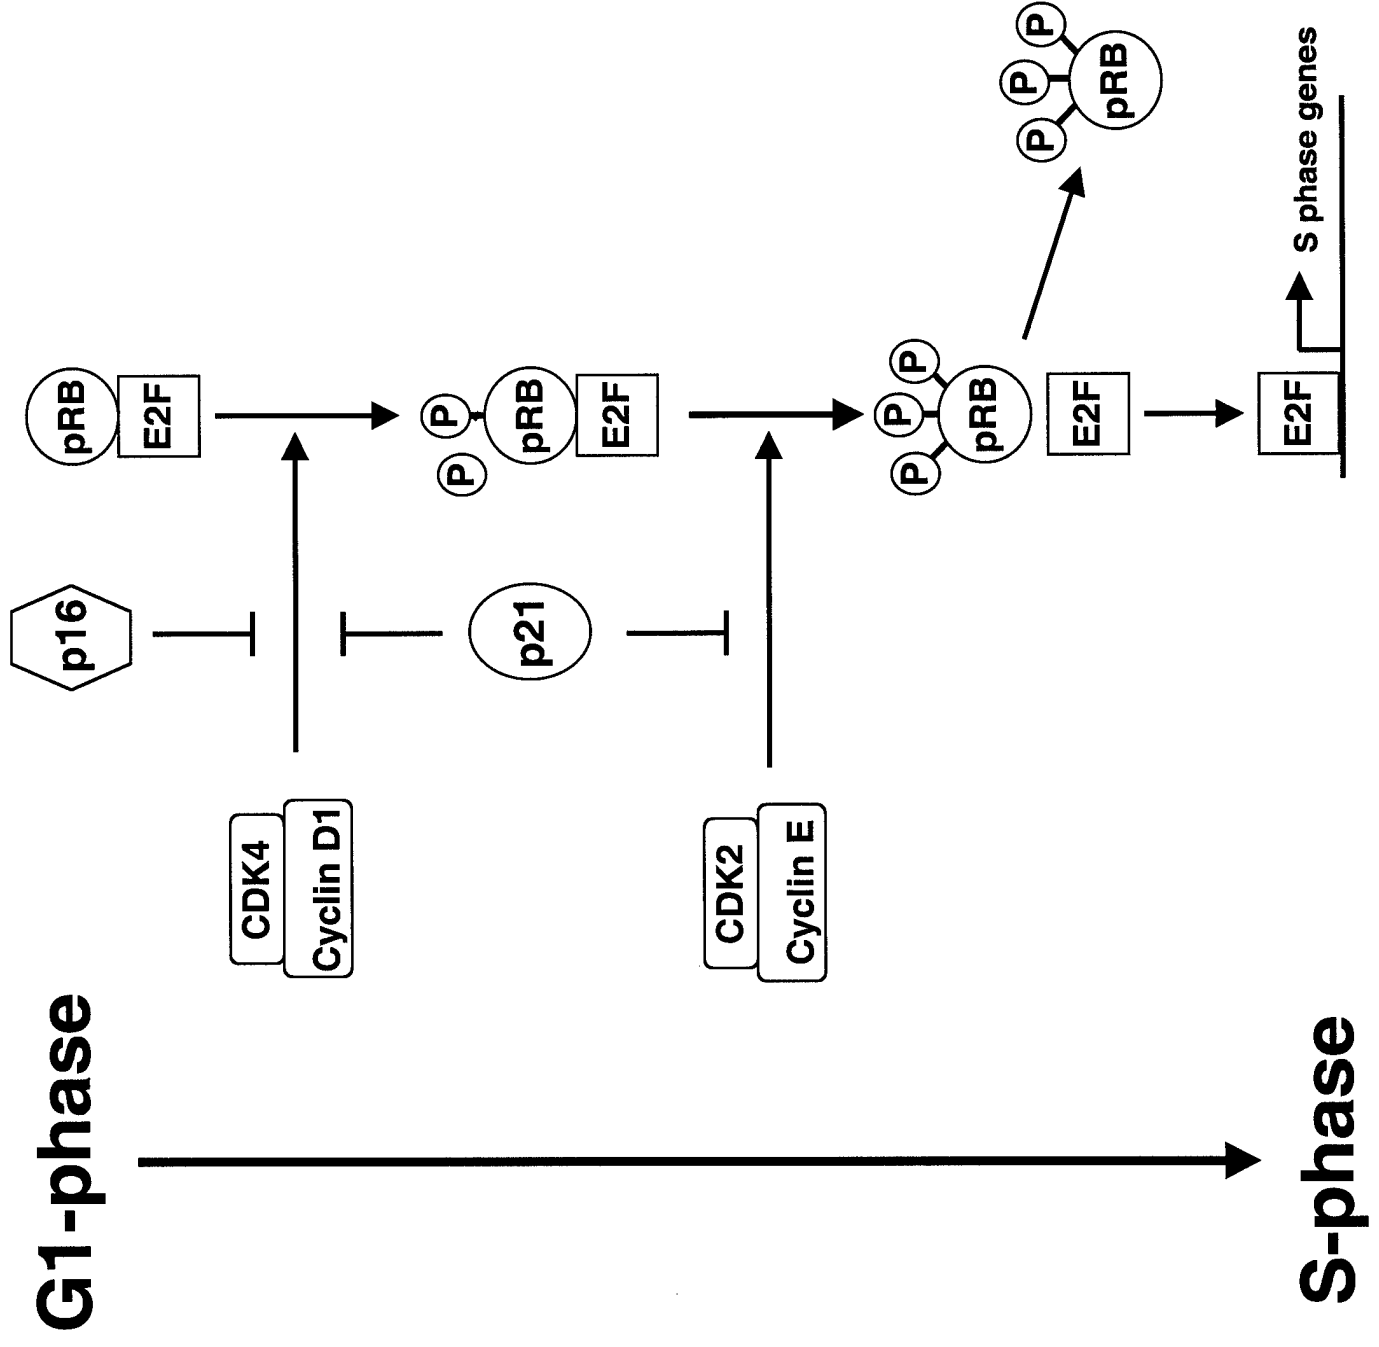 G1-phase
S-phase
CDK4
Cyclin D1
CDK2
Cyclin E
p16
p21
pRB
E2F
P
P
pRB
E2F
P
P
P
pRB
E2F
E2F
P
P
P
pRB
S phase genes